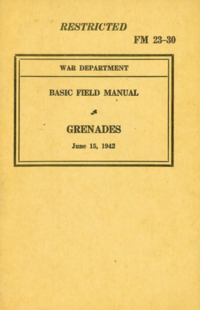 RESTRICTED
FM 23-30
WAR DEPARTMENT
BASIC FIELD MANUAL
GRENADES
June 15, 1942